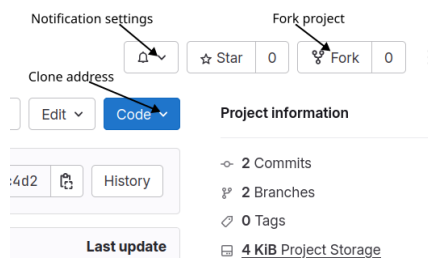 Notification settings
Fork project
Star 0
Fork 0
Clone address
Edit
Code
Project information
2 Commits
:4d2
History
2 Branches
0 Tags
Last update
4 KiB Project Storage